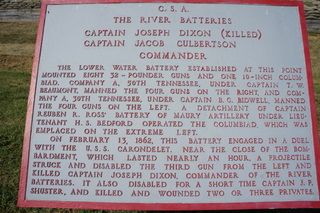 C. S. A.
THE RIVER BATTERIES
CAPTAIN JOSEPH DIXON (KILLED)
CAPTAIN JACOB CULBERTSON
COMMANDER
THE LOWER WATER BATTERY ESTABLISHED AT THIS POINT
MOUNTED EIGHT 32-POUNDER GUNS AND ONE 10-INCH COLUM-
BIAD. COMPANY A, 50TH TENNESSEE, UNDER CAPTAIN T. W.
BEAUMONT, MANNED THE FOUR GUNS ON THE RIGHT, AND COM-
PANY A, 30TH TENNESSEE, UNDER CAPTAIN B. G. BIDWELL, MANNED
THE FOUR GUNS ON THE LEFT. A DETACHMENT OF CAPTAIN
REUBEN R. ROSS' BATTERY OF MAURY ARTILLERY UNDER LIEU-
TENANT H. S. BEDFORD OPERATED THE COLUMBIAD, WHICH WAS
EMPLACED ON THE EXTREME LEFT.
ON FEBRUARY 13, 1862, THIS BATTERY ENGAGED IN A DUEL
WITH THE U.S.S. CARONDELET. NEAR THE CLOSE OF THE BOM-
BARDMENT, WHICH LASTED NEARLY AN HOUR, A PROJECTILE
STRUCK AND DISABLED THE THIRD GUN FROM THE LEFT AND
KILLED CAPTAIN JOSEPH DIXON, COMMANDER OF THE RIVER
BATTERIES. IT ALSO DISABLED FOR A SHORT TIME CAPTAIN J. P.
SHUSTER, AND KILLED AND WOUNDED TWO OR THREE PRIVATES.